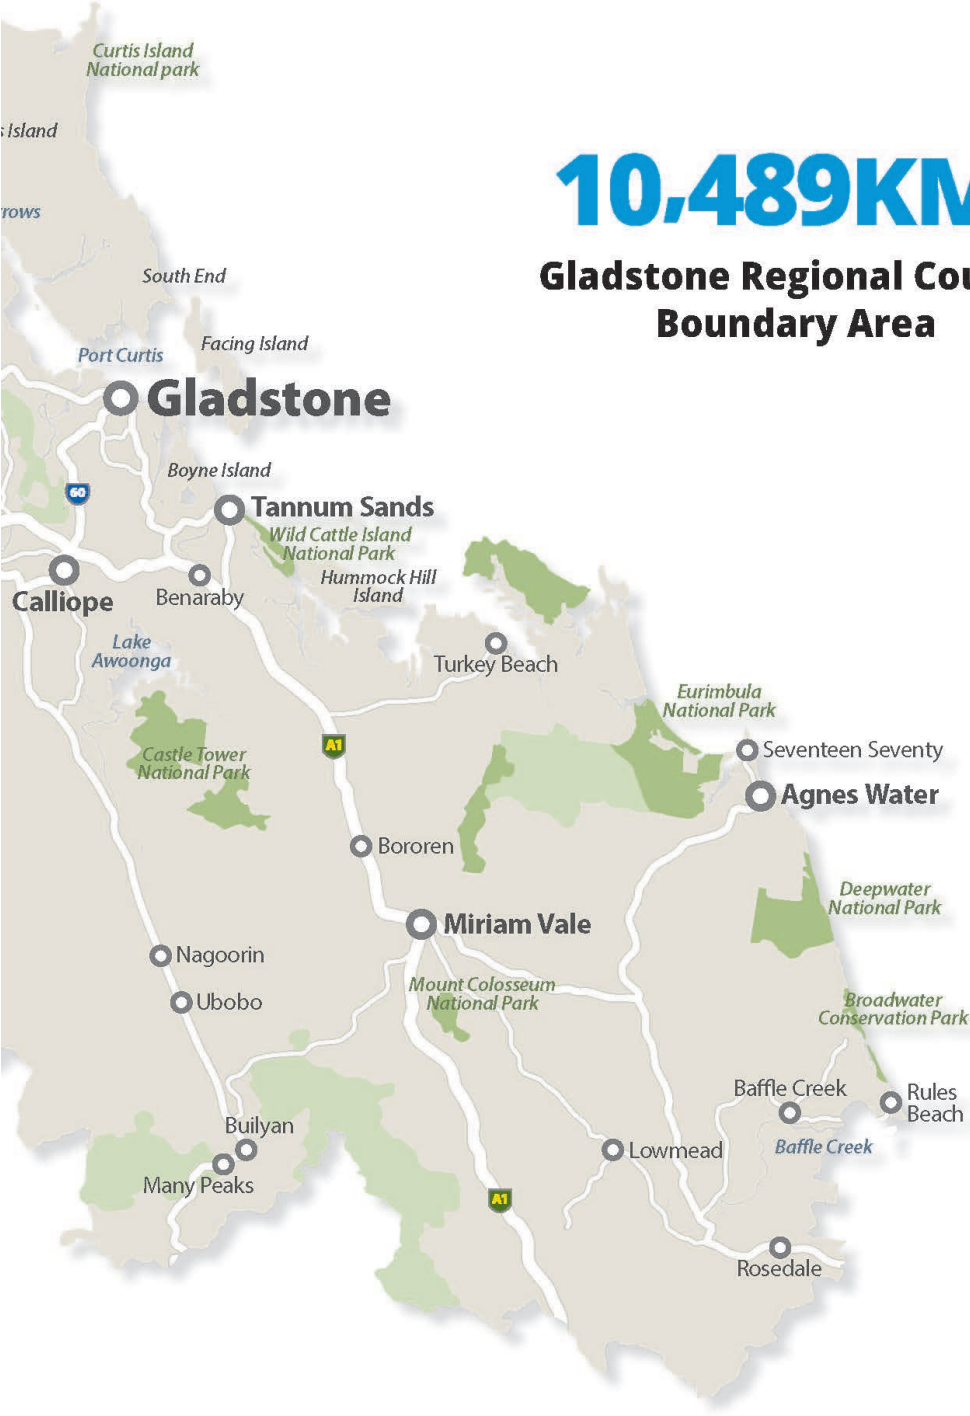 Curtis Island
National park
Island
10,489KM
South End
Gladstone Regional
Boundary Area
Facing Island
Port Curtis
Gladstone
Boyne Island
60
Tannum Sands
Wild Cattle Island
National Park
Hummock Hill
Island
Calliope
Benaraby
Lake
Awoonga
Turkey Beach
Eurimbula
National Park
A1
Seventeen Seventy
Castle Tower
National Park
Agnes Water
Bororen
Deepwater
National Park
Miriam Vale
Nagoorin
Mount Colosseum
National Park
Ubobo
Broadwater
Conservation Park
Baffle Creek
Rules
Beach
Builyan
Baffle Creek
Lowmead
Many Peaks
A1
Rosedale